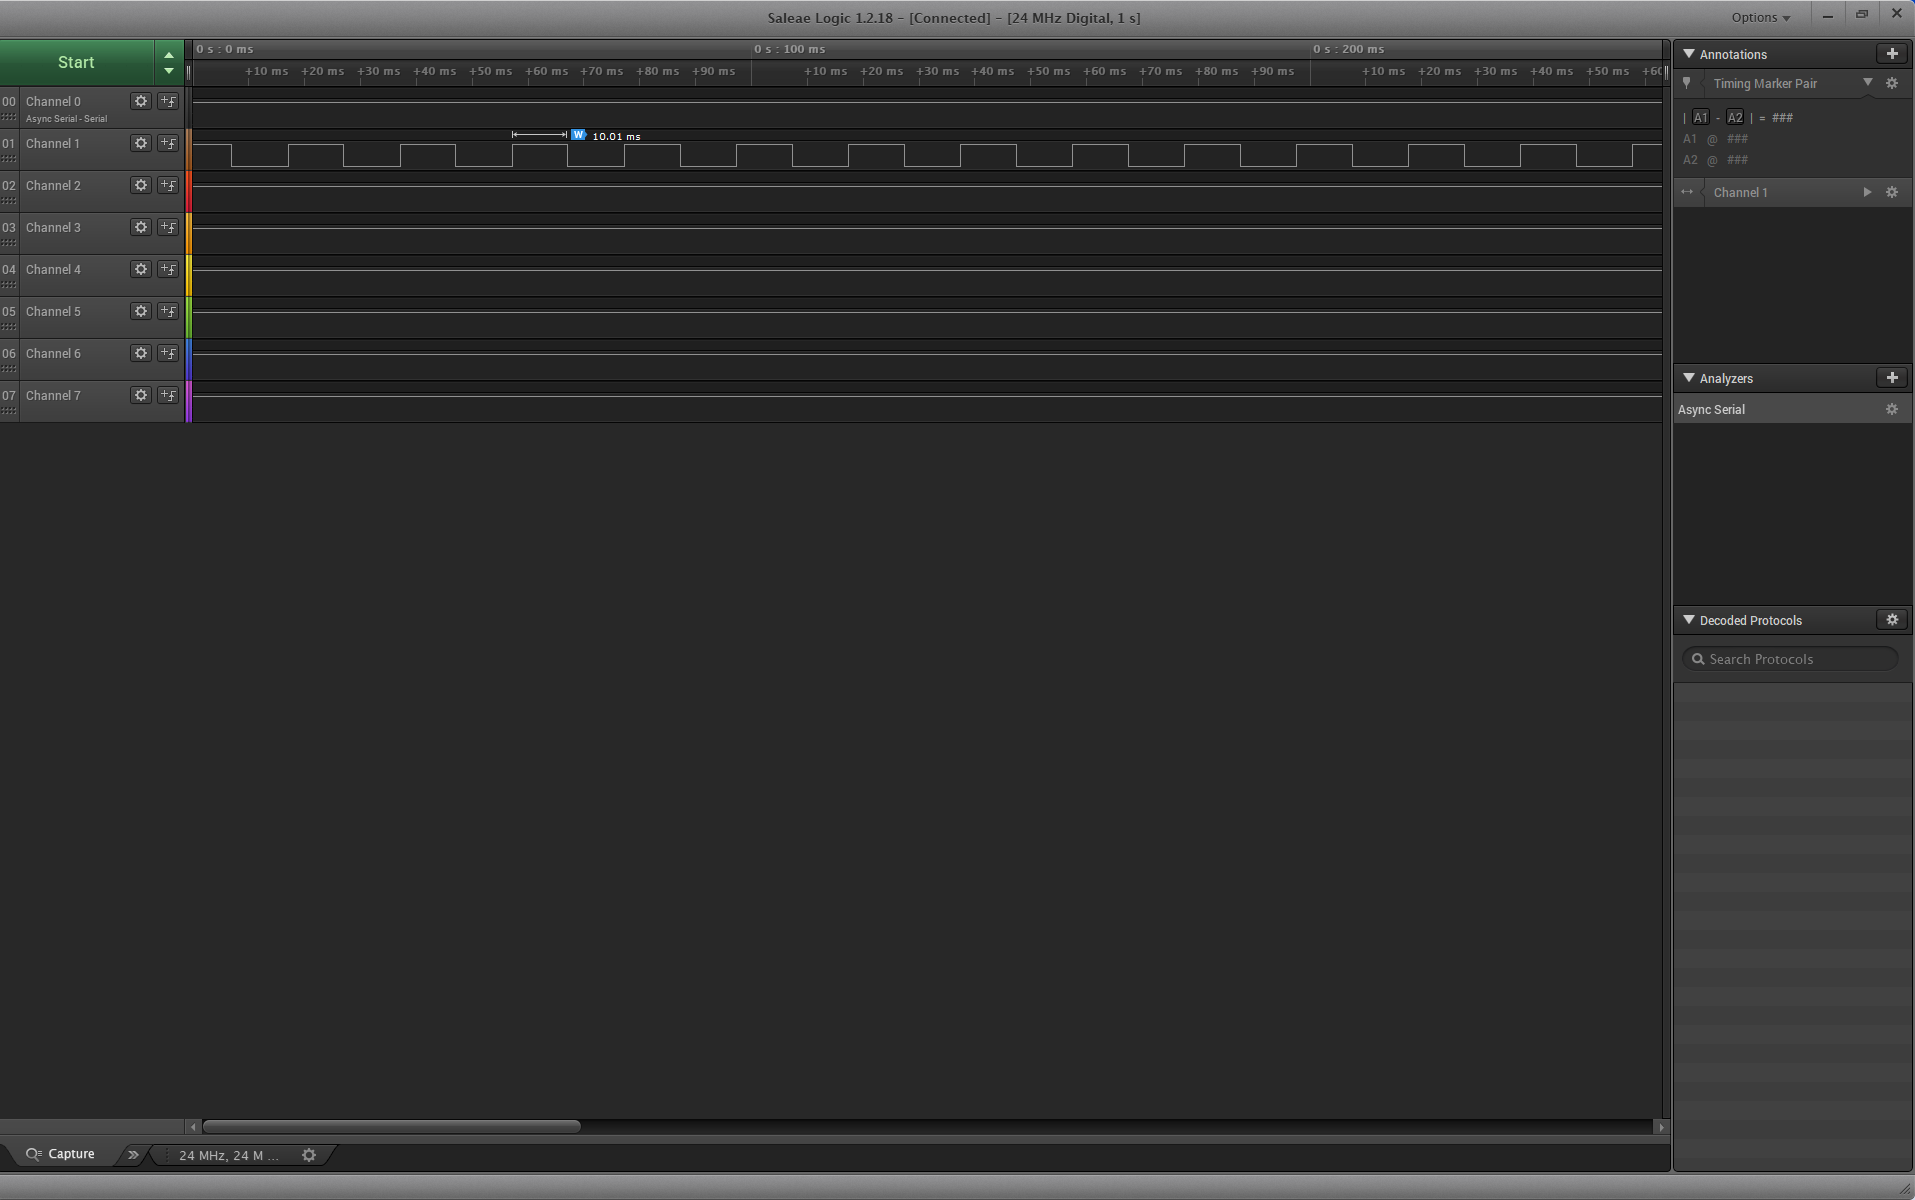 Saleae Logic 1.2.18 - [Connected] - [24 MHz Digital, 1 s]
Options
Start
0 s : 0 ms 0 s : 100 ms 0 s : 200 ms
+10 ms +20 ms +30 ms +40 ms +50 ms +60 ms +70 ms +80 ms +90 ms +10 ms +20 ms +30 ms +40 ms +50 ms +60 ms +70 ms +80 ms +90 ms +10 ms +20 ms +30 ms +40 ms +50 ms +60
00 Channel 0
Async Serial - Serial
W 10.01 ms
01 Channel 1
02 Channel 2
03 Channel 3
04 Channel 4
05 Channel 5
06 Channel 6
07 Channel 7
Annotations
Timing Marker Pair
| A1 - A2 | = ###
A1 @ ###
A2 @ ###
Channel 1
Analyzers
Async Serial
Decoded Protocols
Search Protocols
Capture
24 MHz, 24 M ...